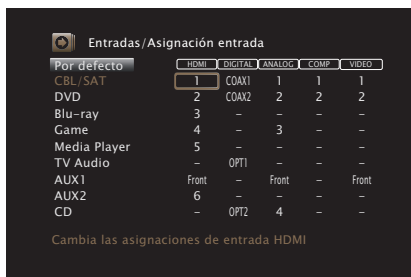 Entradas/Asignación entrada
Por defecto HDMI DIGITAL ANALOG COMP VIDEO
CBL/SAT 1 COAX1 1 1 1
DVD 2 COAX2 2 2 2
Blu-ray 3 – – – –
Game 4 – 3 – –
Media Player 5 – – – –
TV Audio – OPT1 – – –
AUX1 Front – Front – Front
AUX2 6 – – – –
CD – OPT2 4 – –
Cambia las asignaciones de entrada HDMI